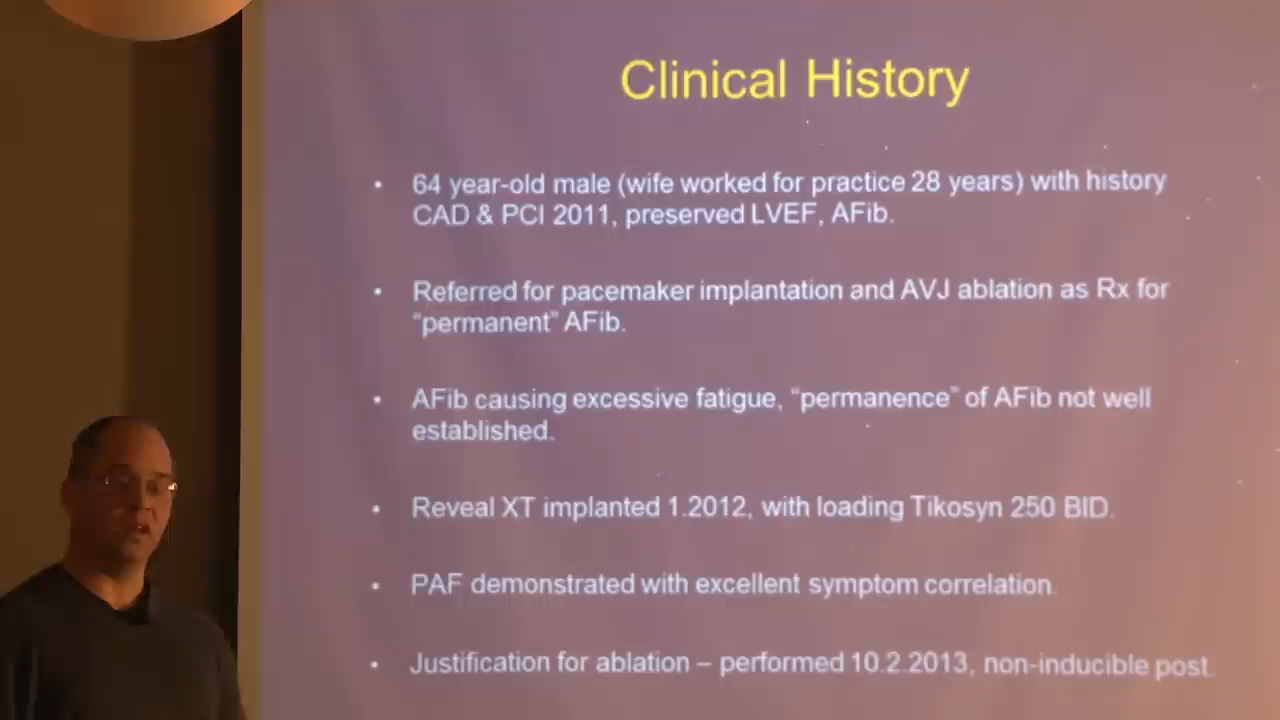 Clinical History
• 64 year-old male (wife worked for practice 28 years) with history
CAD & PCI 2011, preserved LVEF, AFib.
• Referred for pacemaker implantation and AVJ ablation as Rx for
“permanent” AFib.
• AFib causing excessive fatigue, “permanence” of AFib not well
established.
• Reveal XT implanted 1.2012, with loading Tikosyn 250 BID.
• PAF demonstrated with excellent symptom correlation.
• Justification for ablation – performed 10.2.2013, non-inducible post.